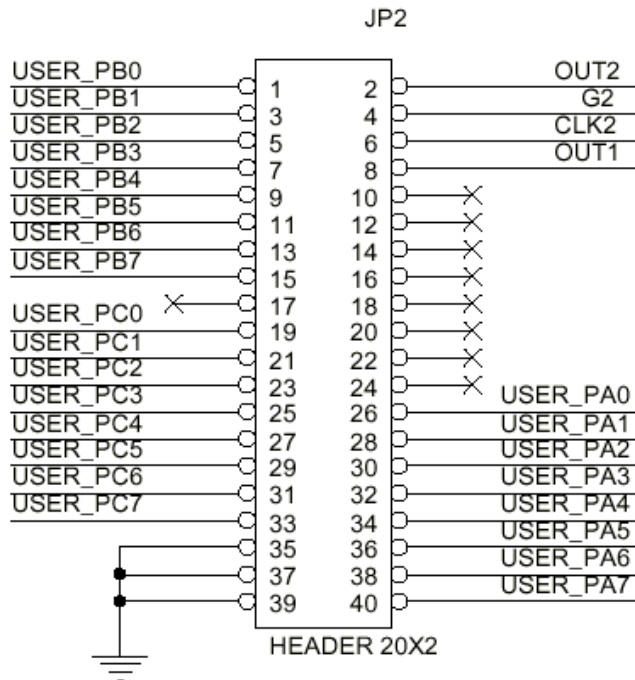 JP2
USER_PB0 1 2 OUT2
USER_PB1 3 4 G2
USER_PB2 5 6 CLK2
USER_PB3 7 8 OUT1
USER_PB4 9 10
USER_PB5 11 12
USER_PB6 13 14
USER_PB7 15 16
17 18
USER_PC0 19 20
USER_PC1 21 22
USER_PC2 23 24
USER_PC3 25 26 USER_PA0
USER_PC4 27 28 USER_PA1
USER_PC5 29 30 USER_PA2
USER_PC6 31 32 USER_PA3
USER_PC7 33 34 USER_PA4
35 36 USER_PA5
37 38 USER_PA6
39 40 USER_PA7
HEADER 20X2